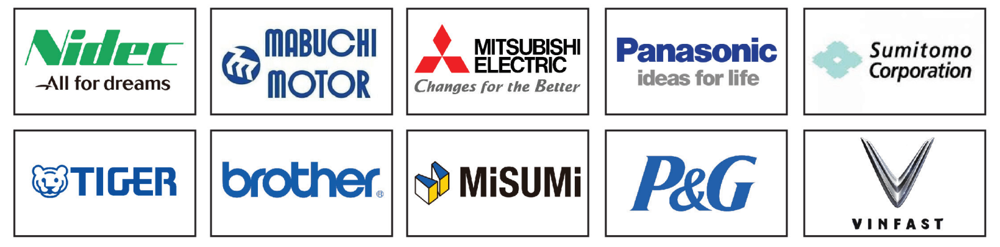 Nidec
All for dreams
MABUCHI
MOTOR
MITSUBISHI
ELECTRIC
Changes for the Better
Panasonic
ideas for life
Sumitomo
Corporation
TIGER
brother®
MiSUMi
P&G
VINFAST